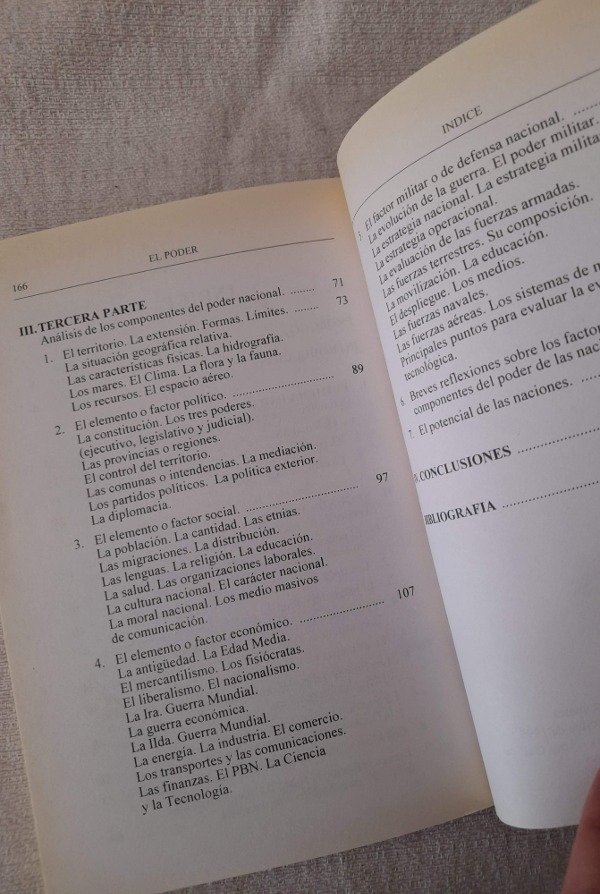 166
EL PODER
III. TERCERA PARTE
Análisis de los componentes del poder nacional. ........ 71
1. El territorio. La extensión. Formas. Límites. ........ 73
La situación geográfica relativa.
Las características físicas. La hidrografía.
Los mares. El Clima. La flora y la fauna.
Los recursos. El espacio aéreo.
2. El elemento o factor político. ........ 89
La constitución. Los tres poderes.
(ejecutivo, legislativo y judicial).
Las provincias o regiones.
El control del territorio.
Las comunas o intendencias. La mediación.
Los partidos políticos. La política exterior.
La diplomacia.
3. El elemento o factor social. ........ 97
La población. La cantidad. Las etnias.
Las migraciones. La distribución.
Las lenguas. La religión. La educación.
La salud. Las organizaciones laborales.
La cultura nacional. El carácter nacional.
La moral nacional. Los medio masivos
de comunicación.
4. El elemento o factor económico. ........ 107
La antigüedad. La Edad Media.
El mercantilismo. Los fisiócratas.
El liberalismo. El nacionalismo.
La Ira. Guerra Mundial.
La guerra económica.
La IIda. Guerra Mundial.
La energía. La industria. El comercio.
Los transportes y las comunicaciones.
Las finanzas. El PBN. La Ciencia
y la Tecnología.
INDICE
El factor militar o de defensa nacional. ........
La evolución de la guerra. El poder militar.
La estrategia nacional. La estrategia milita
La estrategia operacional.
La evaluación de las fuerzas armadas.
Las fuerzas terrestres. Su composición.
La movilización. La educación.
El despliegue. Los medios.
Las fuerzas navales.
Las fuerzas aéreas. Los sistemas de
Principales puntos para evaluar la
tecnológica.
6. Breves reflexiones sobre los factor
componentes del poder de las nac
7. El potencial de las naciones. ........
CONCLUSIONES ........
BIBLIOGRAFIA ........